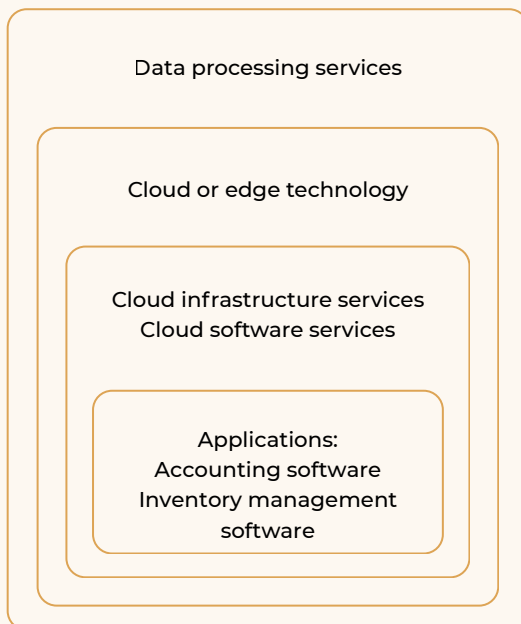 Data processing services
Cloud or edge technology
Cloud infrastructure services
Cloud software services
Applications:
Accounting software
Inventory management
software